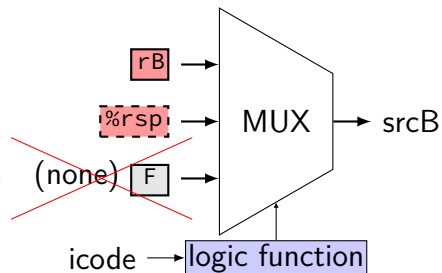 rB
%rsp
MUX
srcB
(none) F
icode
logic function